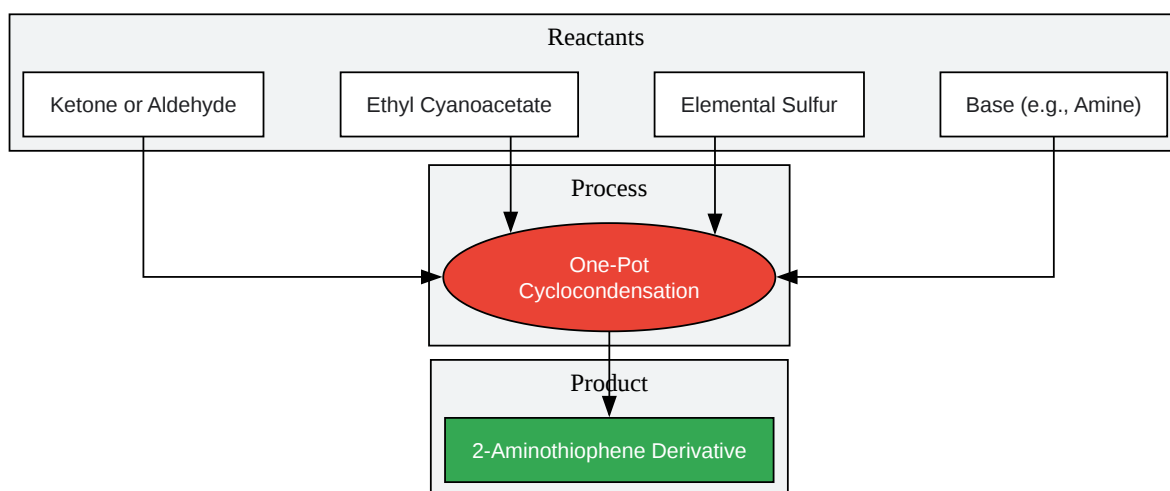 Reactants
Ketone or Aldehyde
Ethyl Cyanoacetate
Elemental Sulfur
Base (e.g., Amine)
Process
One-Pot
Cyclocondensation
Product
2-Aminothiophene Derivative